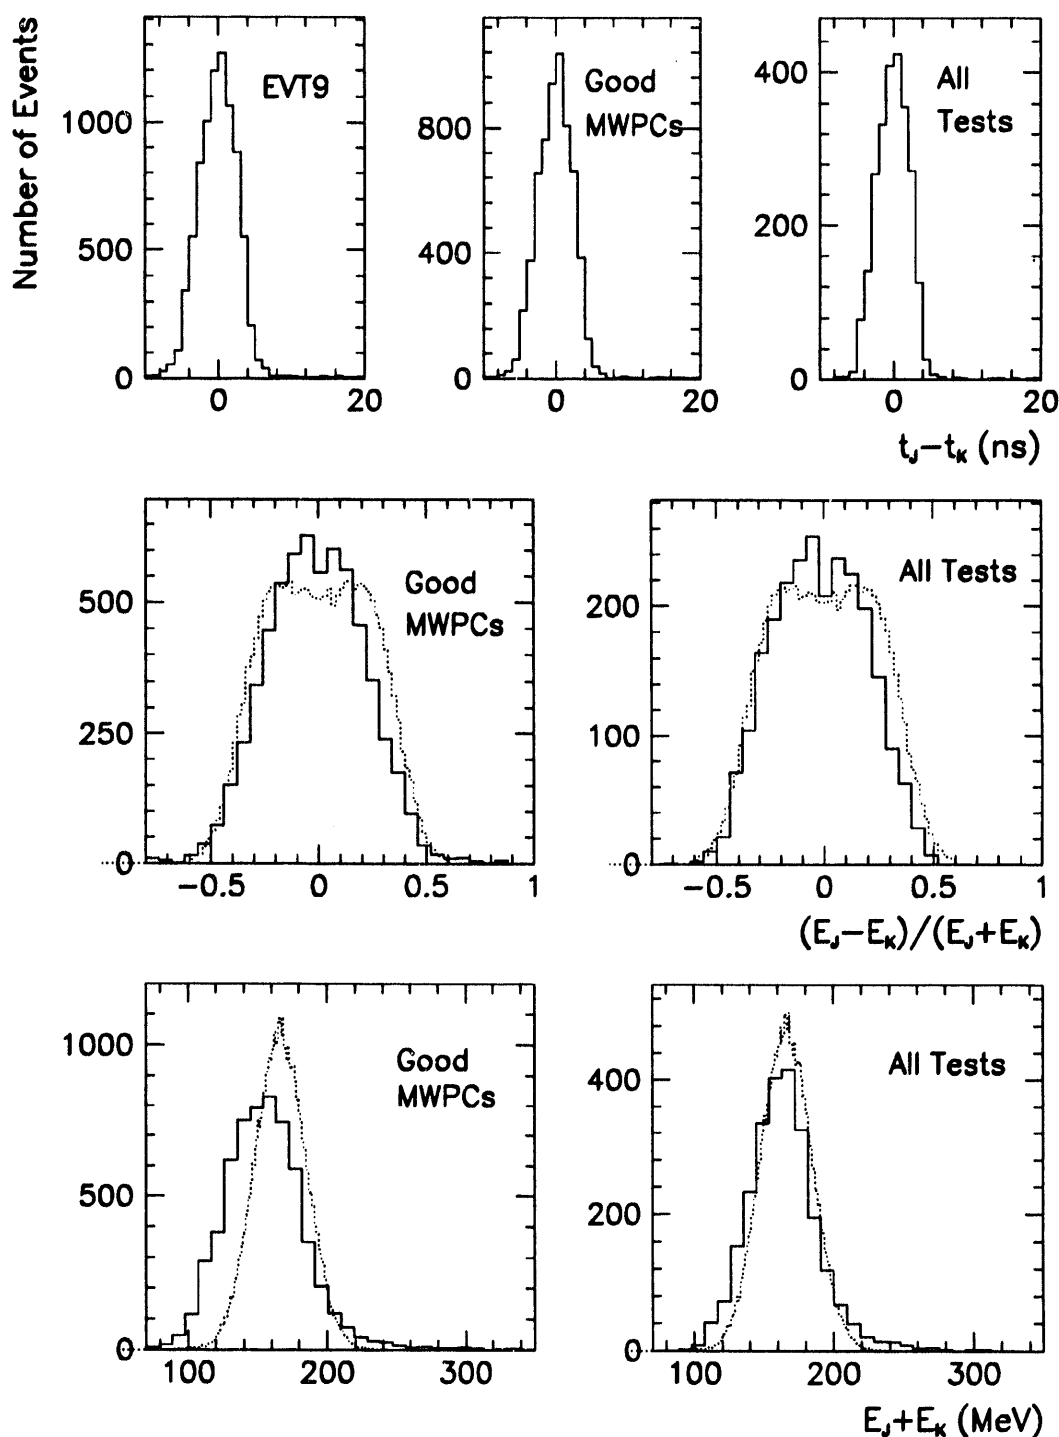 Number of Events
EVT9
1000
500
0
0
20
Good
MWPCs
800
400
0
0
20
All
Tests
400
200
0
0
20
t_J−t_K (ns)
Good
MWPCs
500
250
0
−0.5
0
0.5
1
All Tests
200
100
0
−0.5
0
0.5
1
(E_J−E_K)/(E_J+E_K)
Good
MWPCs
1000
500
0
100
200
300
All Tests
400
200
0
100
200
300
E_J+E_K (MeV)